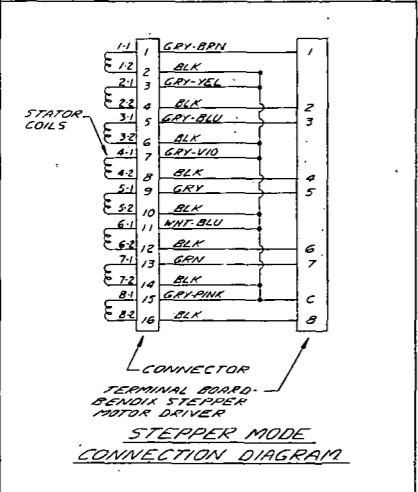 1-1 1 GRY-BRN 1
1-2 2 BLK
2-1 3 GRY-YEL
2-2 4 BLK 2
3-1 5 GRY-BLU 3
3-2 6 BLK
4-1 7 GRY-VIO
4-2 8 BLK 4
5-1 9 GRY 5
5-2 10 BLK
6-1 11 WHT-BLU
6-2 12 BLK 6
7-1 13 GRN 7
7-2 14 BLK
8-1 15 GRY-PINK C
8-2 16 BLK 8
STATOR
COILS
CONNECTOR
TERMINAL BOARD-
BENDIX STEPPER
MOTOR DRIVER
STEPPER MODE
CONNECTION DIAGRAM